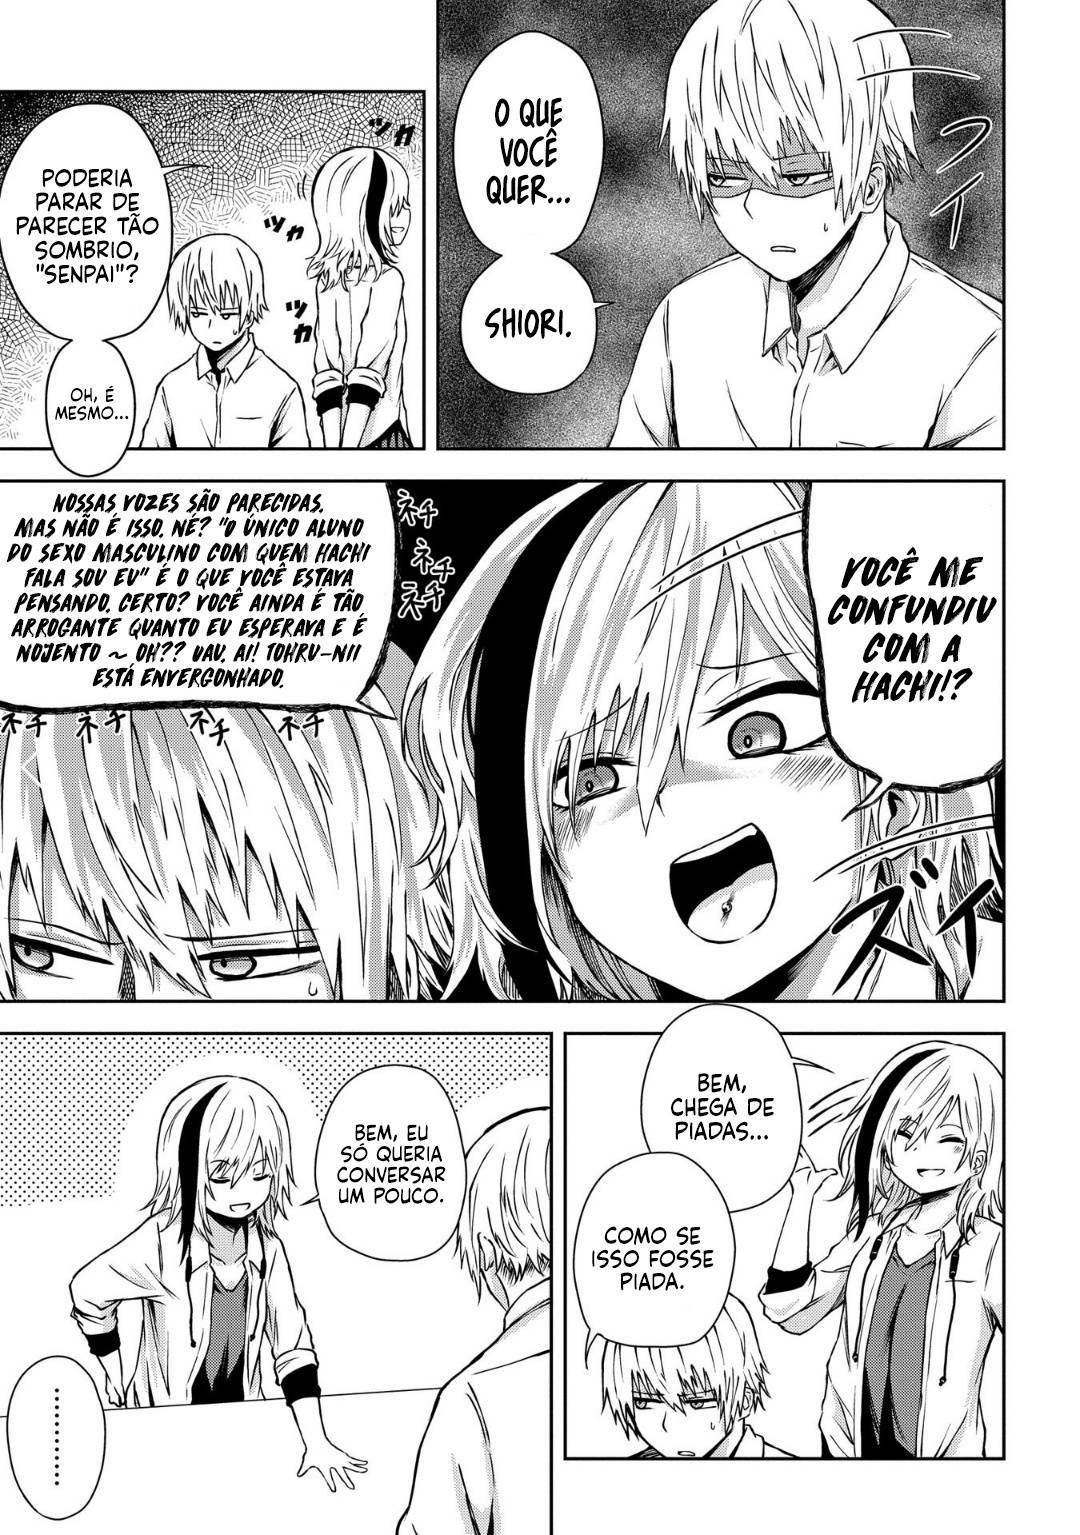 O QUE
VOCÊ
QUER...
SHIORI.
ツカ
ツカ
ツカ
PODERIA
PARAR DE
PARECER TÃO
SOMBRIO,
"SENPAI"?
OH, É
MESMO...
VOCÊ ME
CONFUNDIU
COM A
HACHI!?
ズイ
ネチ
ネチ
ネチ
NOSSAS VOZES SÃO PARECIDAS,
MAS NÃO É ISSO, NÉ? "O ÚNICO ALUNO
DO SEXO MASCULINO COM QUEM HACHI
FALA SOU EU" É O QUE VOCÊ ESTAVA
PENSANDO, CERTO? VOCÊ AINDA É TÃO
ARROGANTE QUANTO EU ESPERAVA E É
NOJENTO ~ OH?? UAU, AI! TOHRU-NII
ESTÁ ENVERGONHADO.
ネチ ネチ ネチ ネチ
BEM,
CHEGA DE
PIADAS...
COMO SE
ISSO FOSSE
PIADA.
BEM, EU
SÓ QUERIA
CONVERSAR
UM POUCO.
..........